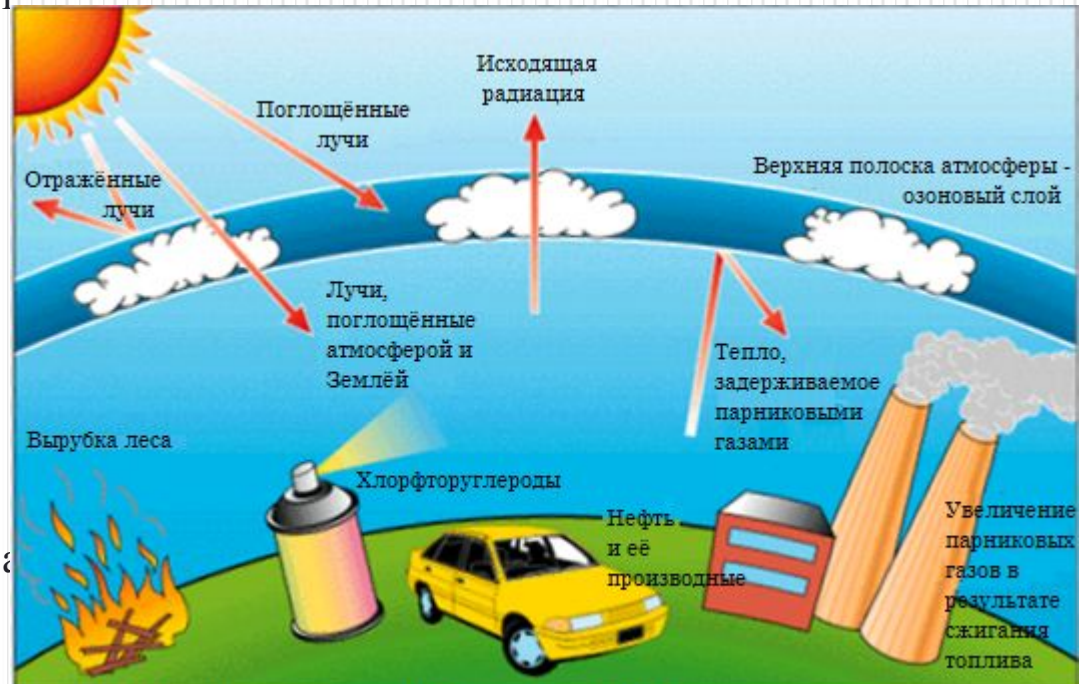 Исходящая
радиация
Поглощённые
лучи
Отражённые
лучи
Верхняя полоска атмосферы -
озоновый слой
Лучи,
поглощённые
атмосферой и
Землёй
Тепло,
задерживаемое
парниковыми
газами
Вырубка леса
Хлорфторуглероды
Нефть
и её
производные
Увеличение
парниковых
газов в
результате
сжигания
топлива